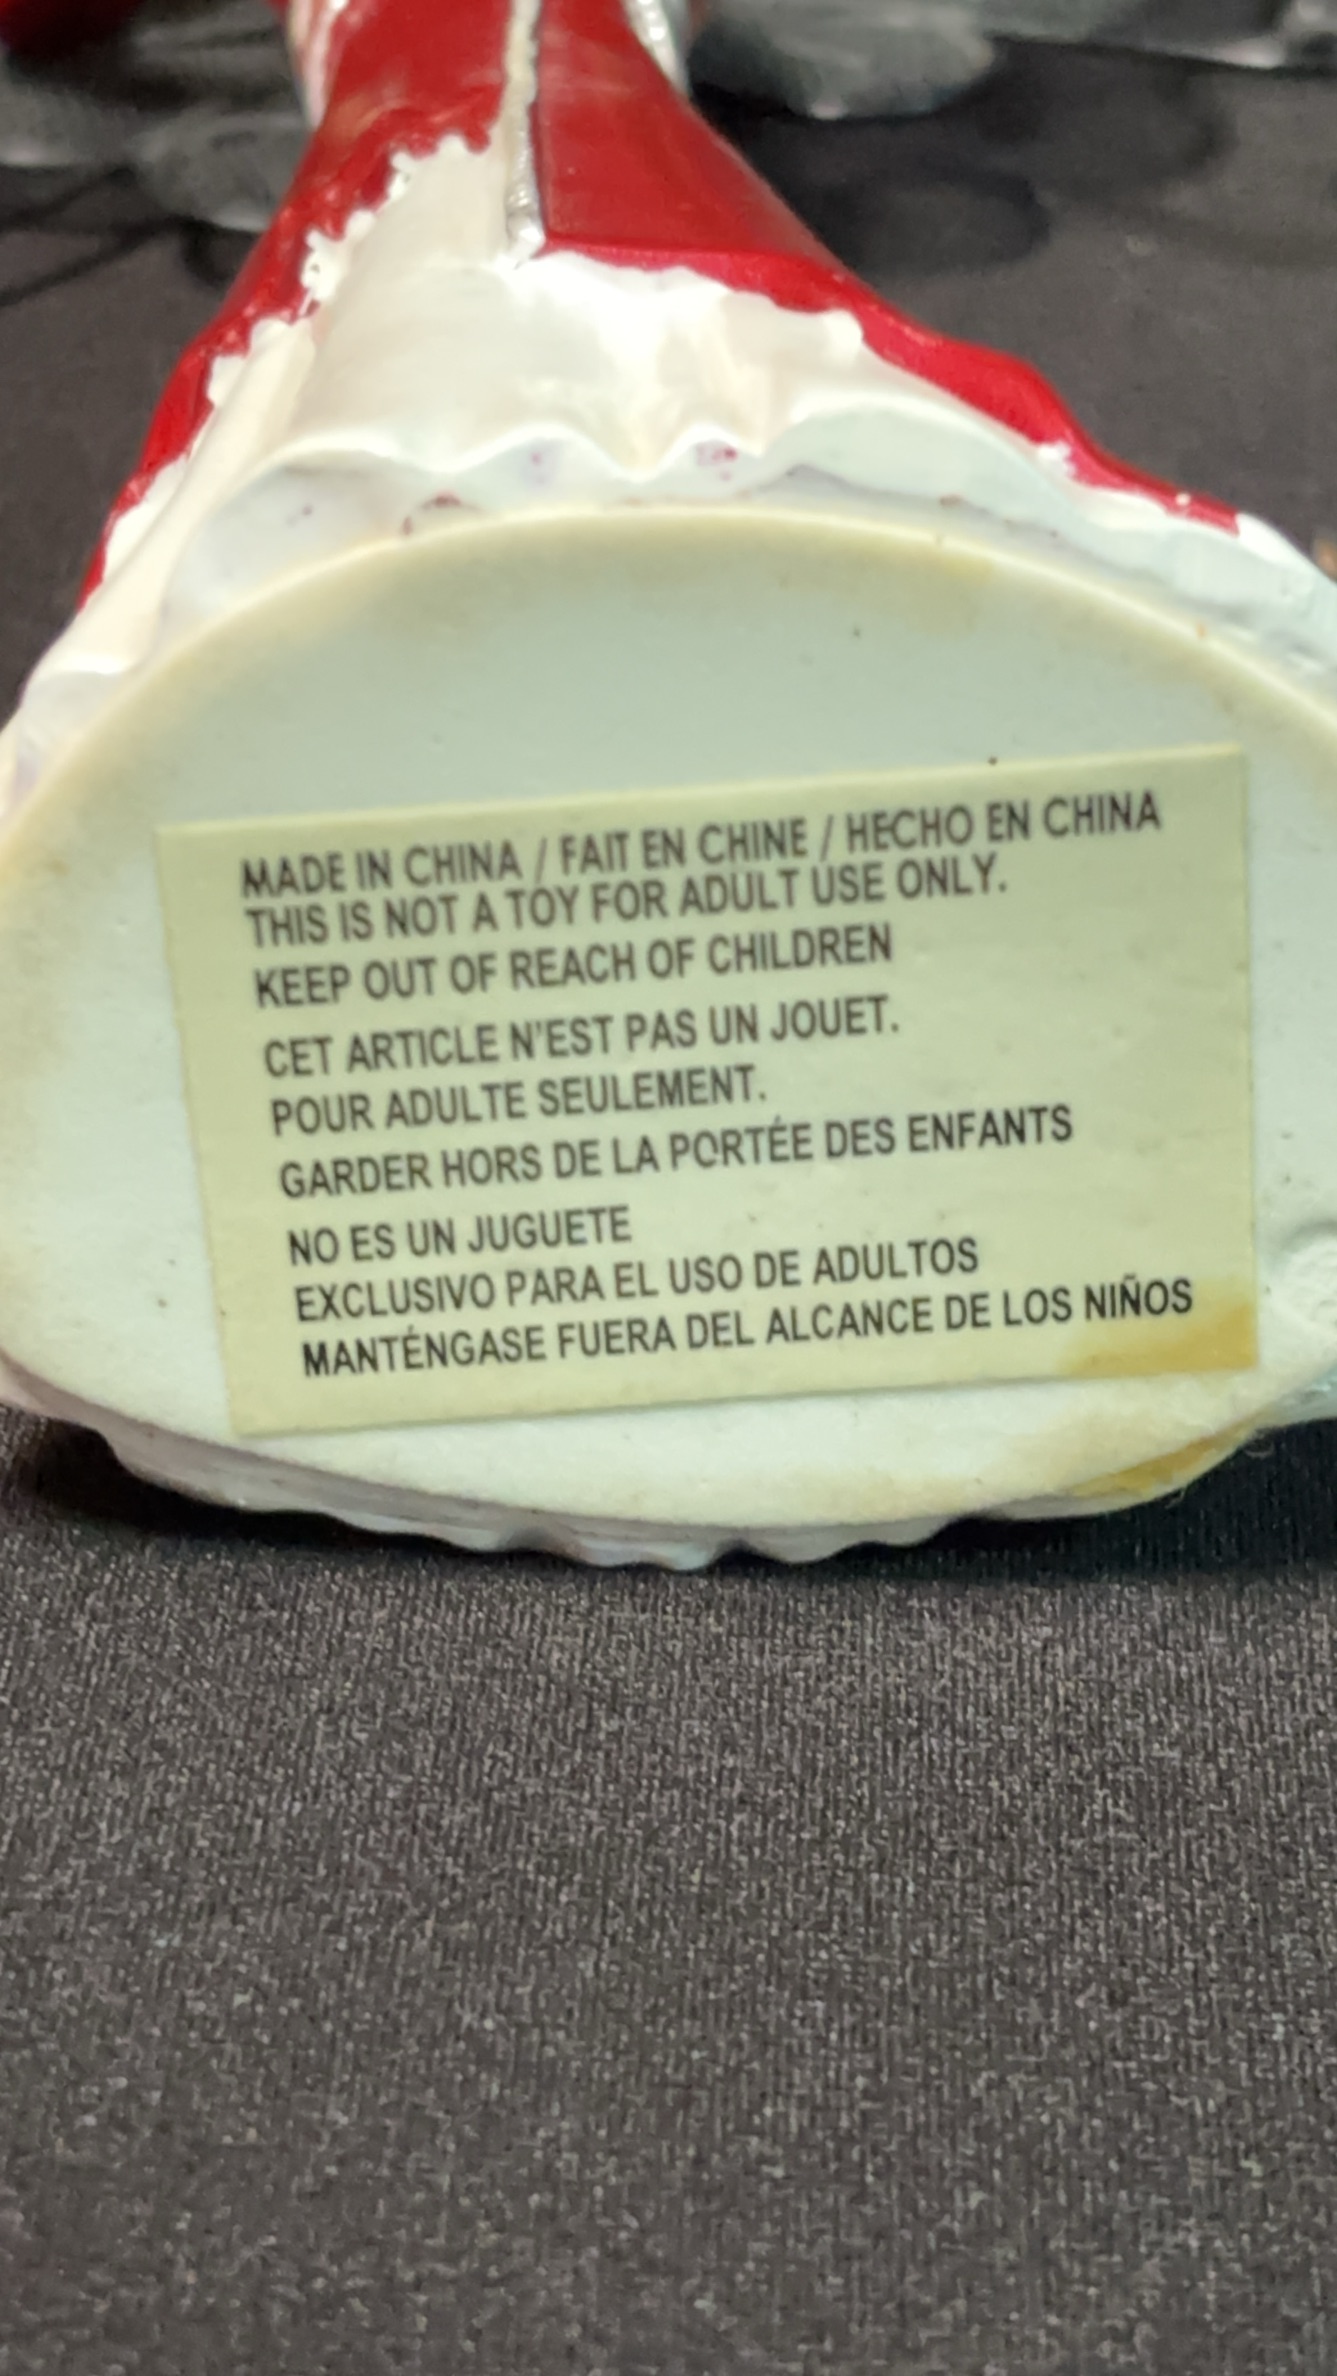 MADE IN CHINA / FAIT EN CHINE / HECHO EN CHINA
THIS IS NOT A TOY FOR ADULT USE ONLY.
KEEP OUT OF REACH OF CHILDREN
CET ARTICLE N'EST PAS UN JOUET.
POUR ADULTE SEULEMENT.
GARDER HORS DE LA PORTÉE DES ENFANTS
NO ES UN JUGUETE
EXCLUSIVO PARA EL USO DE ADULTOS
MANTÉNGASE FUERA DEL ALCANCE DE LOS NIÑOS